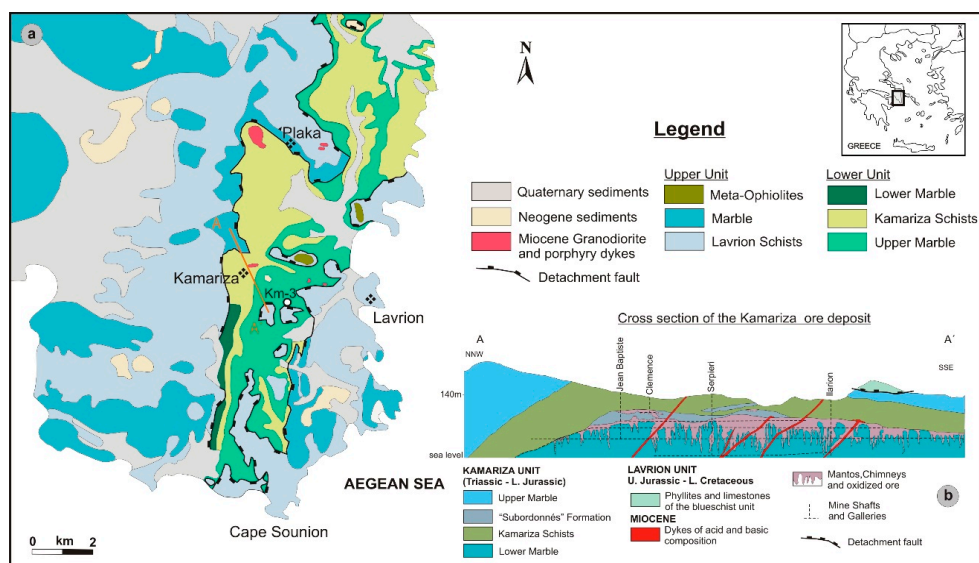 a
Plaka
Kamariza
Km-3
A
A'
Lavrion
AEGEAN SEA
Cape Sounion
0 km 2
N
N
GREECE
Legend
Quaternary sediments
Neogene sediments
Miocene Granodiorite
and porphyry dykes
Detachment fault
Upper Unit
Meta-Ophiolites
Marble
Lavrion Schists
Lower Unit
Lower Marble
Kamariza Schists
Upper Marble
Cross section of the Kamariza ore deposit
A
NNW
A´
SSE
Jean Baptiste
Clemence
Serpieri
Ilarion
140m
sea level
KAMARIZA UNIT
(Triassic - L. Jurassic)
Upper Marble
"Subordonnés" Formation
Kamariza Schists
Lower Marble
LAVRION UNIT
U. Jurassic - L. Cretaceous
Phyllites and limestones
of the blueschist unit
MIOCENE
Dykes of acid and basic
composition
Mantos,Chimneys
and oxidized ore
Mine Shafts
and Galleries
Detachment fault
b